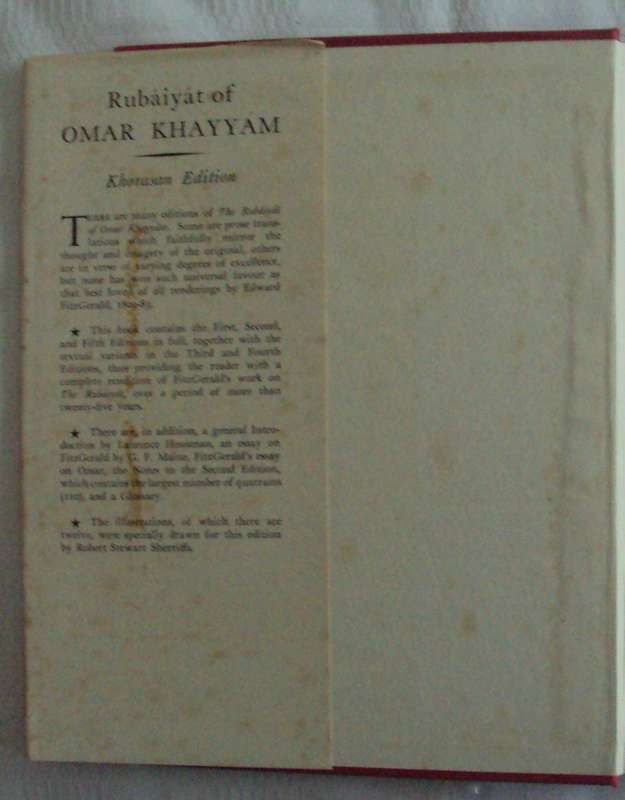 Rubáiyát of
OMAR KHAYYAM
Khorasan Edition
THERE are many editions of The Rubáiyát
of Omar Khayyám. Some are prose trans-
lations which faithfully mirror the
thought and imagery of the original, others
are in verse of varying degrees of excellence,
but none has won such universal favour as
that best loved of all renderings by Edward
FitzGerald, 1809-83.
★ This book contains the First, Second,
and Fifth Editions in full, together with the
textual variants in the Third and Fourth
Editions, thus providing the reader with a
complete rendition of FitzGerald's work on
The Rubáiyát, over a period of more than
twenty-five years.
★ There are, in addition, a general Intro-
duction by Laurence Housman, an essay on
FitzGerald by G. F. Maine, FitzGerald's essay
on Omar, the Notes to the Second Edition,
which contains the largest number of quatrains
(110), and a Glossary.
★ The illustrations, of which there are
twelve, were specially drawn for this edition
by Robert Stewart Sherriffs.